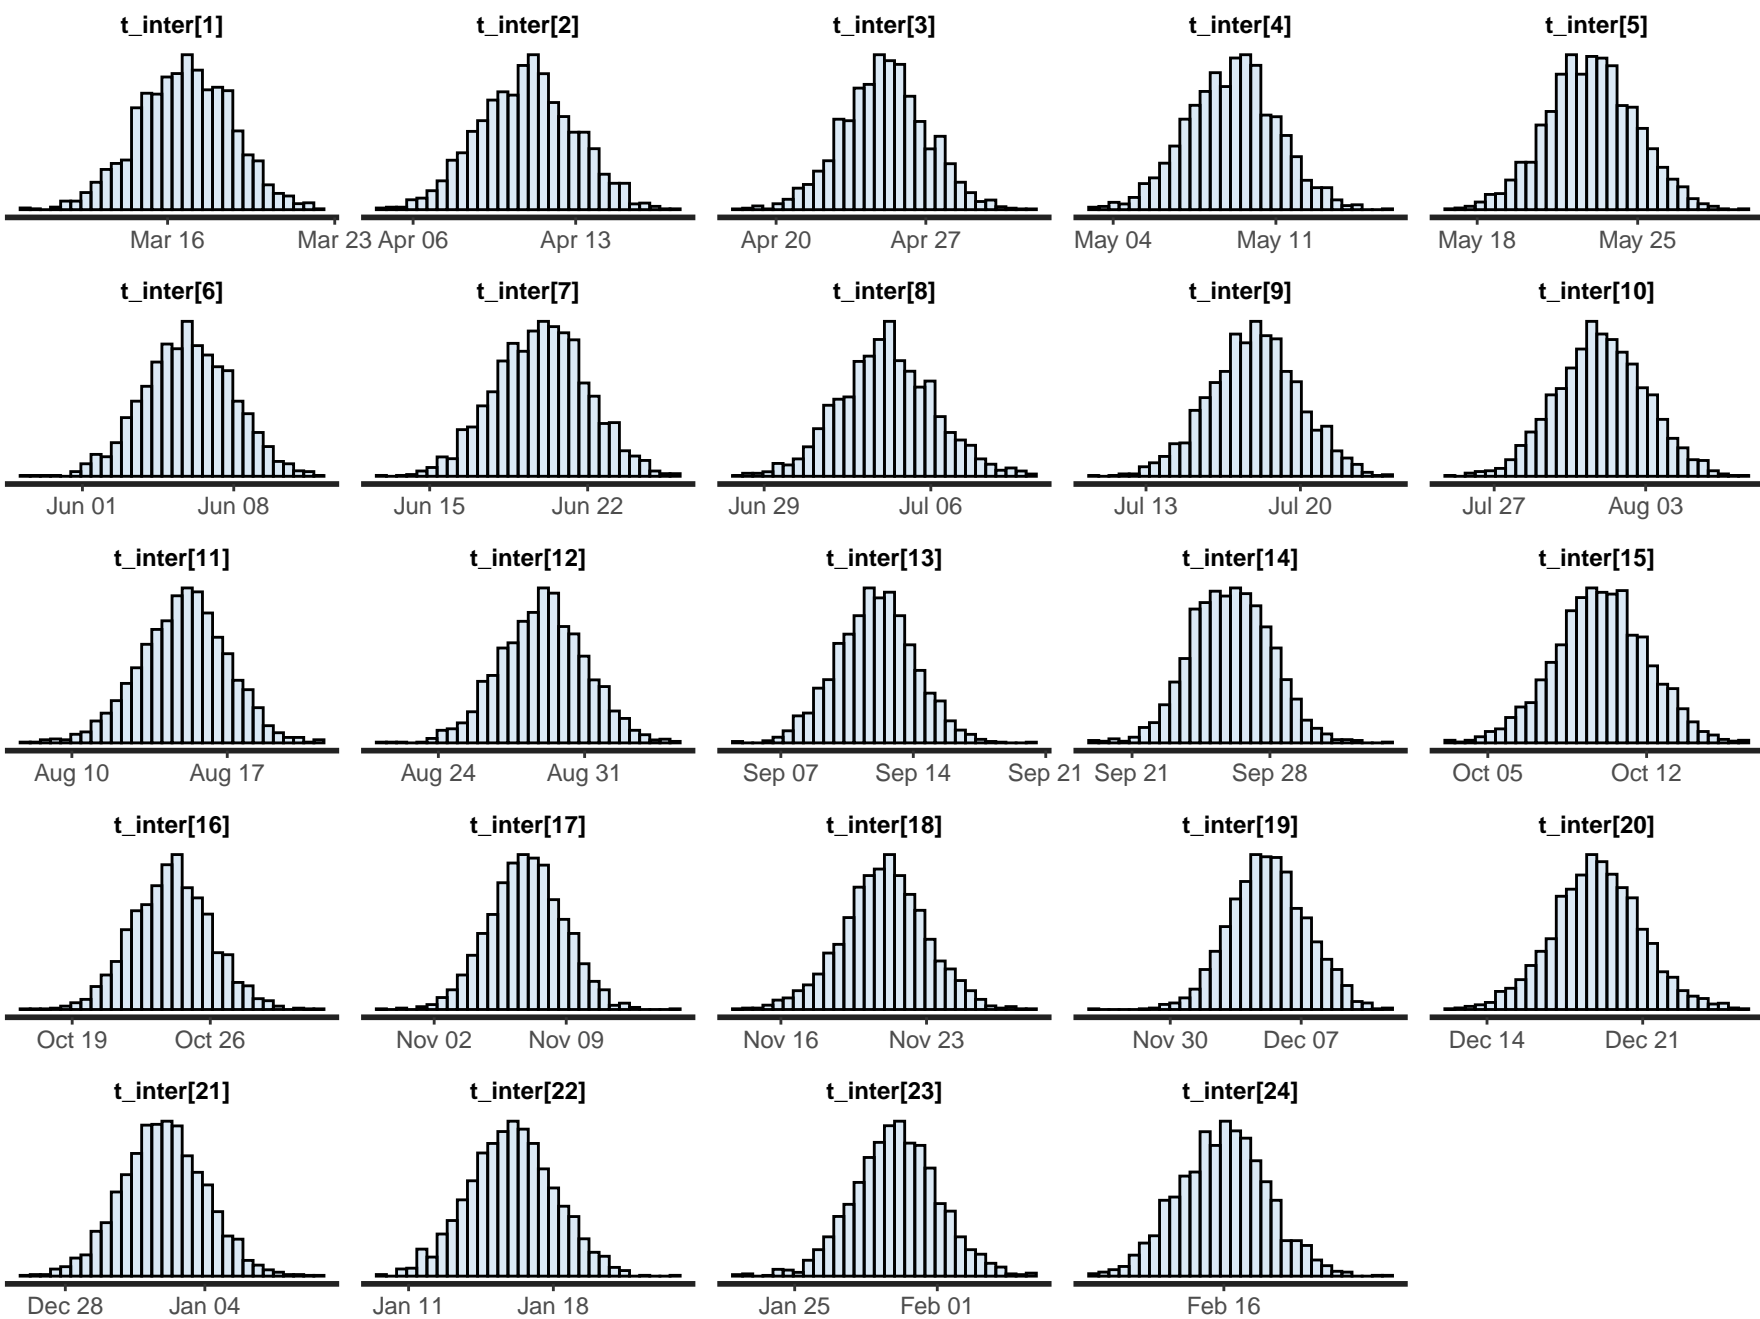 t_inter[1] t_inter[2] t_inter[3] t_inter[4] t_inter[5]
Mar 16 Mar 23 Apr 06 Apr 13 Apr 20 Apr 27 May 04 May 11 May 18 May 25
t_inter[6] t_inter[7] t_inter[8] t_inter[9] t_inter[10]
Jun 01 Jun 08 Jun 15 Jun 22 Jun 29 Jul 06 Jul 13 Jul 20 Jul 27 Aug 03
t_inter[11] t_inter[12] t_inter[13] t_inter[14] t_inter[15]
Aug 10 Aug 17 Aug 24 Aug 31 Sep 07 Sep 14 Sep 21 Sep 21 Sep 28 Oct 05 Oct 12
t_inter[16] t_inter[17] t_inter[18] t_inter[19] t_inter[20]
Oct 19 Oct 26 Nov 02 Nov 09 Nov 16 Nov 23 Nov 30 Dec 07 Dec 14 Dec 21
t_inter[21] t_inter[22] t_inter[23] t_inter[24]
Dec 28 Jan 04 Jan 11 Jan 18 Jan 25 Feb 01 Feb 16